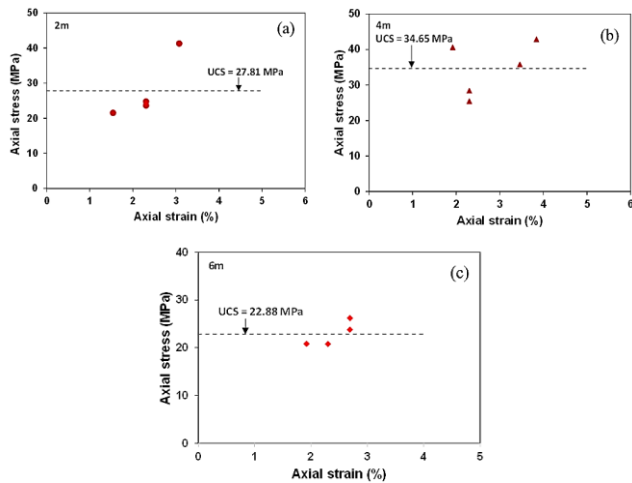 2m
(a)
UCS = 27.81 MPa
Axial stress (MPa)
50
40
30
20
10
0
0 1 2 3 4 5 6
Axial strain (%)
4m
(b)
UCS = 34.65 MPa
Axial stress (MPa)
50
40
30
20
10
0
0 1 2 3 4 5 6
Axial strain (%)
6m
(c)
UCS = 22.88 MPa
Axial stress (MPa)
40
30
20
10
0
0 1 2 3 4 5
Axial strain (%)